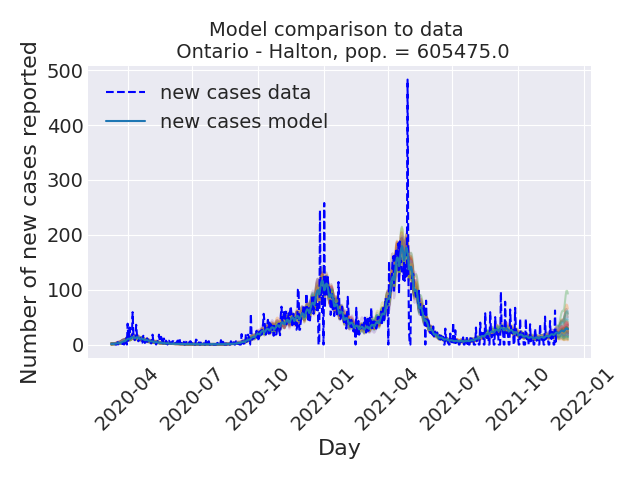 Model comparison to data
Ontario - Halton, pop. = 605475.0
Number of new cases reported
500
400
300
200
100
0
new cases data
new cases model
2020-04
2020-07
2020-10
2021-01
2021-04
2021-07
2021-10
2022-01
Day